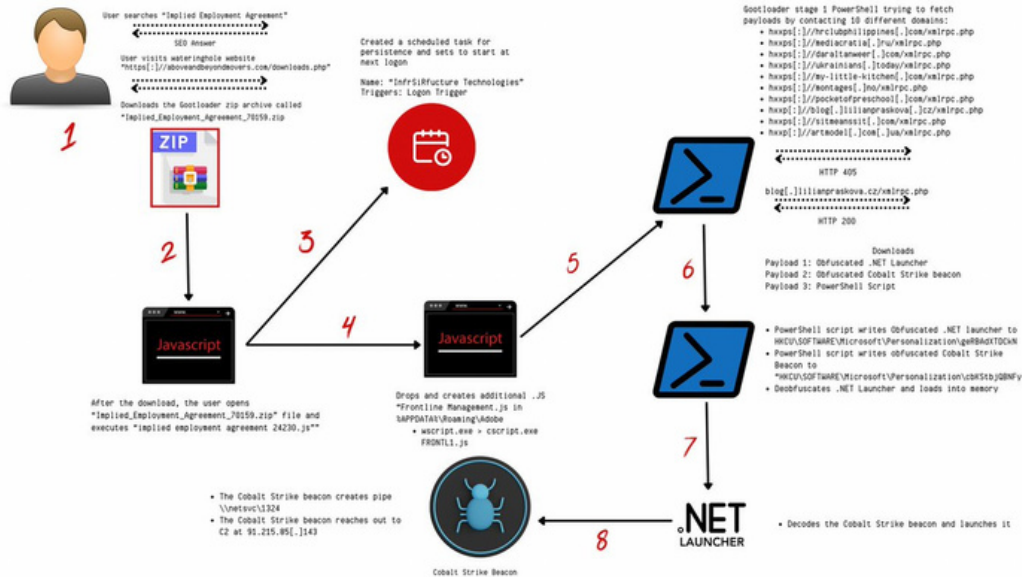 User searches "Implied Employment Agreement"
SEO Answer
User visits wateringhole website
"https[:]//aboveandbeyondmovers.com/downloads.php"
Downloads the Gootloader zip archive called
"Implied_Employment_Agreement_70159.zip
1
ZIP
2
Javascript
After the download, the user opens
"Implied_Employment_Agreement_70159.zip" file and
executes "implied employment agreement 24230.js""
3
Created a scheduled task for
persistence and sets to start at
next logon
Name: "InfrSiRfucture Technologies"
Triggers: Logon Trigger
4
Javascript
Drops and creates additional .JS
"Frontline Management.js in
%APPDATA%\Roaming\Adobe
• wscript.exe > cscript.exe
FRONTL1.js
5
Gootloader stage 1 PowerShell trying to fetch
payloads by contacting 10 different domains:
• hxxps[:]//hrclubphilippines[.]com/xmlrpc.php
• hxxps[:]//mediacratia[.]ru/xmlrpc.php
• hxxps[:]//daraltanweer[.]com/xmlrpc.php
• hxxps[:]//ukrainians[.]today/xmlrpc.php
• hxxps[:]//my-little-kitchen[.]com/xmlrpc.php
• hxxps[:]//montages[.]no/xmlrpc.php
• hxxps[:]//pocketofpreschool[.]com/xmlrpc.php
• hxxp[:]//blog[.]lilianpraskova[.]cz/xmlrpc.php
• hxxps[:]//sitmeanssit[.]com/xmlrpc.php
• hxxp[:]//artmodel[.]com[.]ua/xmlrpc.php
HTTP 405
blog[.]lilianpraskova.cz/xmlrpc.php
HTTP 200
6
Downloads
Payload 1: Obfuscated .NET Launcher
Payload 2: Obfuscated Cobalt Strike beacon
Payload 3: PowerShell Script
• PowerShell script writes Obfuscated .NET launcher to
HKCU\SOFTWARE\Microsoft\Personalization\geRBAdXTDCkN
• PowerShell script writes obfuscated Cobalt Strike
Beacon to
"HKCU\SOFTWARE\Microsoft\Personalization\cbKStbjQBNFy
• Deobfuscates .NET Launcher and loads into memory
7
.NET
LAUNCHER
• Decodes the Cobalt Strike beacon and launches it
8
• The Cobalt Strike beacon creates pipe
\\netsvc\1324
• The Cobalt Strike beacon reaches out to
C2 at 91.215.85[.]143
Cobalt Strike Beacon